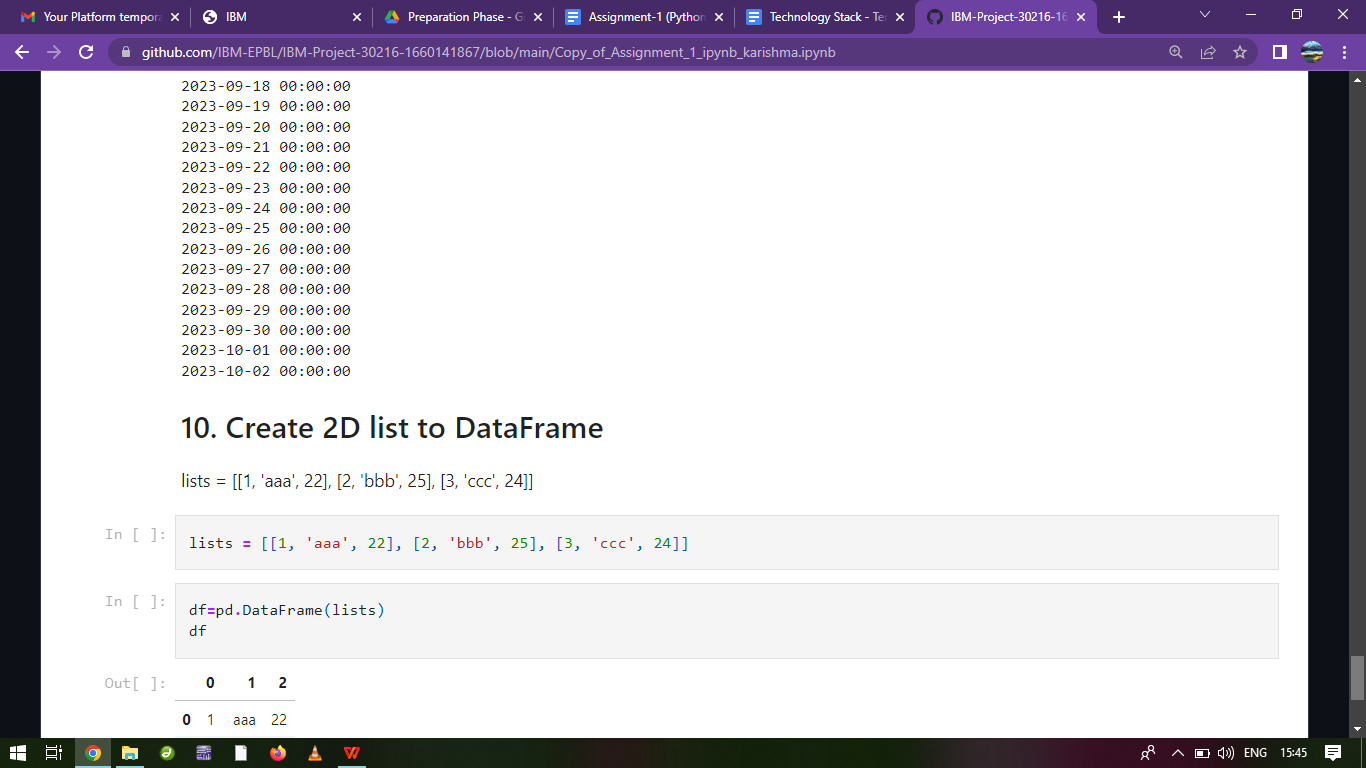 Your Platform tempora
IBM
Preparation Phase - G
Assignment-1 (Python
Technology Stack - Te
IBM-Project-30216-16
github.com/IBM-EPBL/IBM-Project-30216-1660141867/blob/main/Copy_of_Assignment_1_ipynb_karishma.ipynb
2023-09-18 00:00:00
2023-09-19 00:00:00
2023-09-20 00:00:00
2023-09-21 00:00:00
2023-09-22 00:00:00
2023-09-23 00:00:00
2023-09-24 00:00:00
2023-09-25 00:00:00
2023-09-26 00:00:00
2023-09-27 00:00:00
2023-09-28 00:00:00
2023-09-29 00:00:00
2023-09-30 00:00:00
2023-10-01 00:00:00
2023-10-02 00:00:00
10. Create 2D list to DataFrame
lists = [[1, 'aaa', 22], [2, 'bbb', 25], [3, 'ccc', 24]]
In [ ]:
lists = [[1, 'aaa', 22], [2, 'bbb', 25], [3, 'ccc', 24]]
In [ ]:
df=pd.DataFrame(lists)
df
Out[ ]:
0 1 2
0 1 aaa 22
ENG 15:45